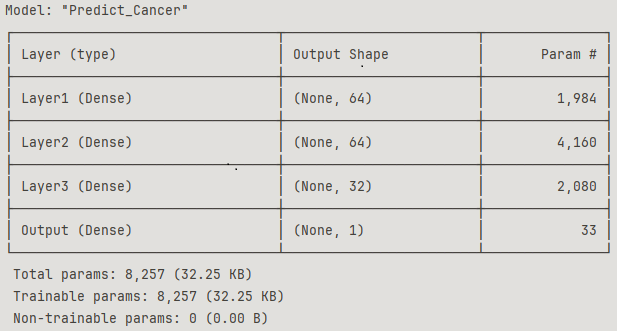 Model: "Predict_Cancer"
Layer (type) Output Shape Param #
Layer1 (Dense) (None, 64) 1,984
Layer2 (Dense) (None, 64) 4,160
Layer3 (Dense) (None, 32) 2,080
Output (Dense) (None, 1) 33
Total params: 8,257 (32.25 KB)
Trainable params: 8,257 (32.25 KB)
Non-trainable params: 0 (0.00 B)